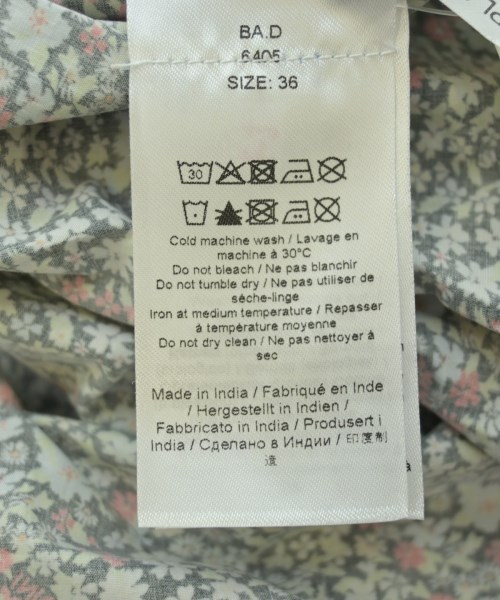 BA.D
6405
SIZE: 36
30
Cold machine wash / Lavage en
machine à 30°C
Do not bleach / Ne pas blanchir
Do not tumble dry / Ne pas utiliser de
sèche-linge
Iron at medium temperature / Repasser
à température moyenne
Do not dry clean / Ne pas nettoyer à
sec
Made in India / Fabriqué en Inde
/ Hergestellt in Indien /
Fabbricato in India / Produsert i
India / Сделано в Индии / 印度制
造